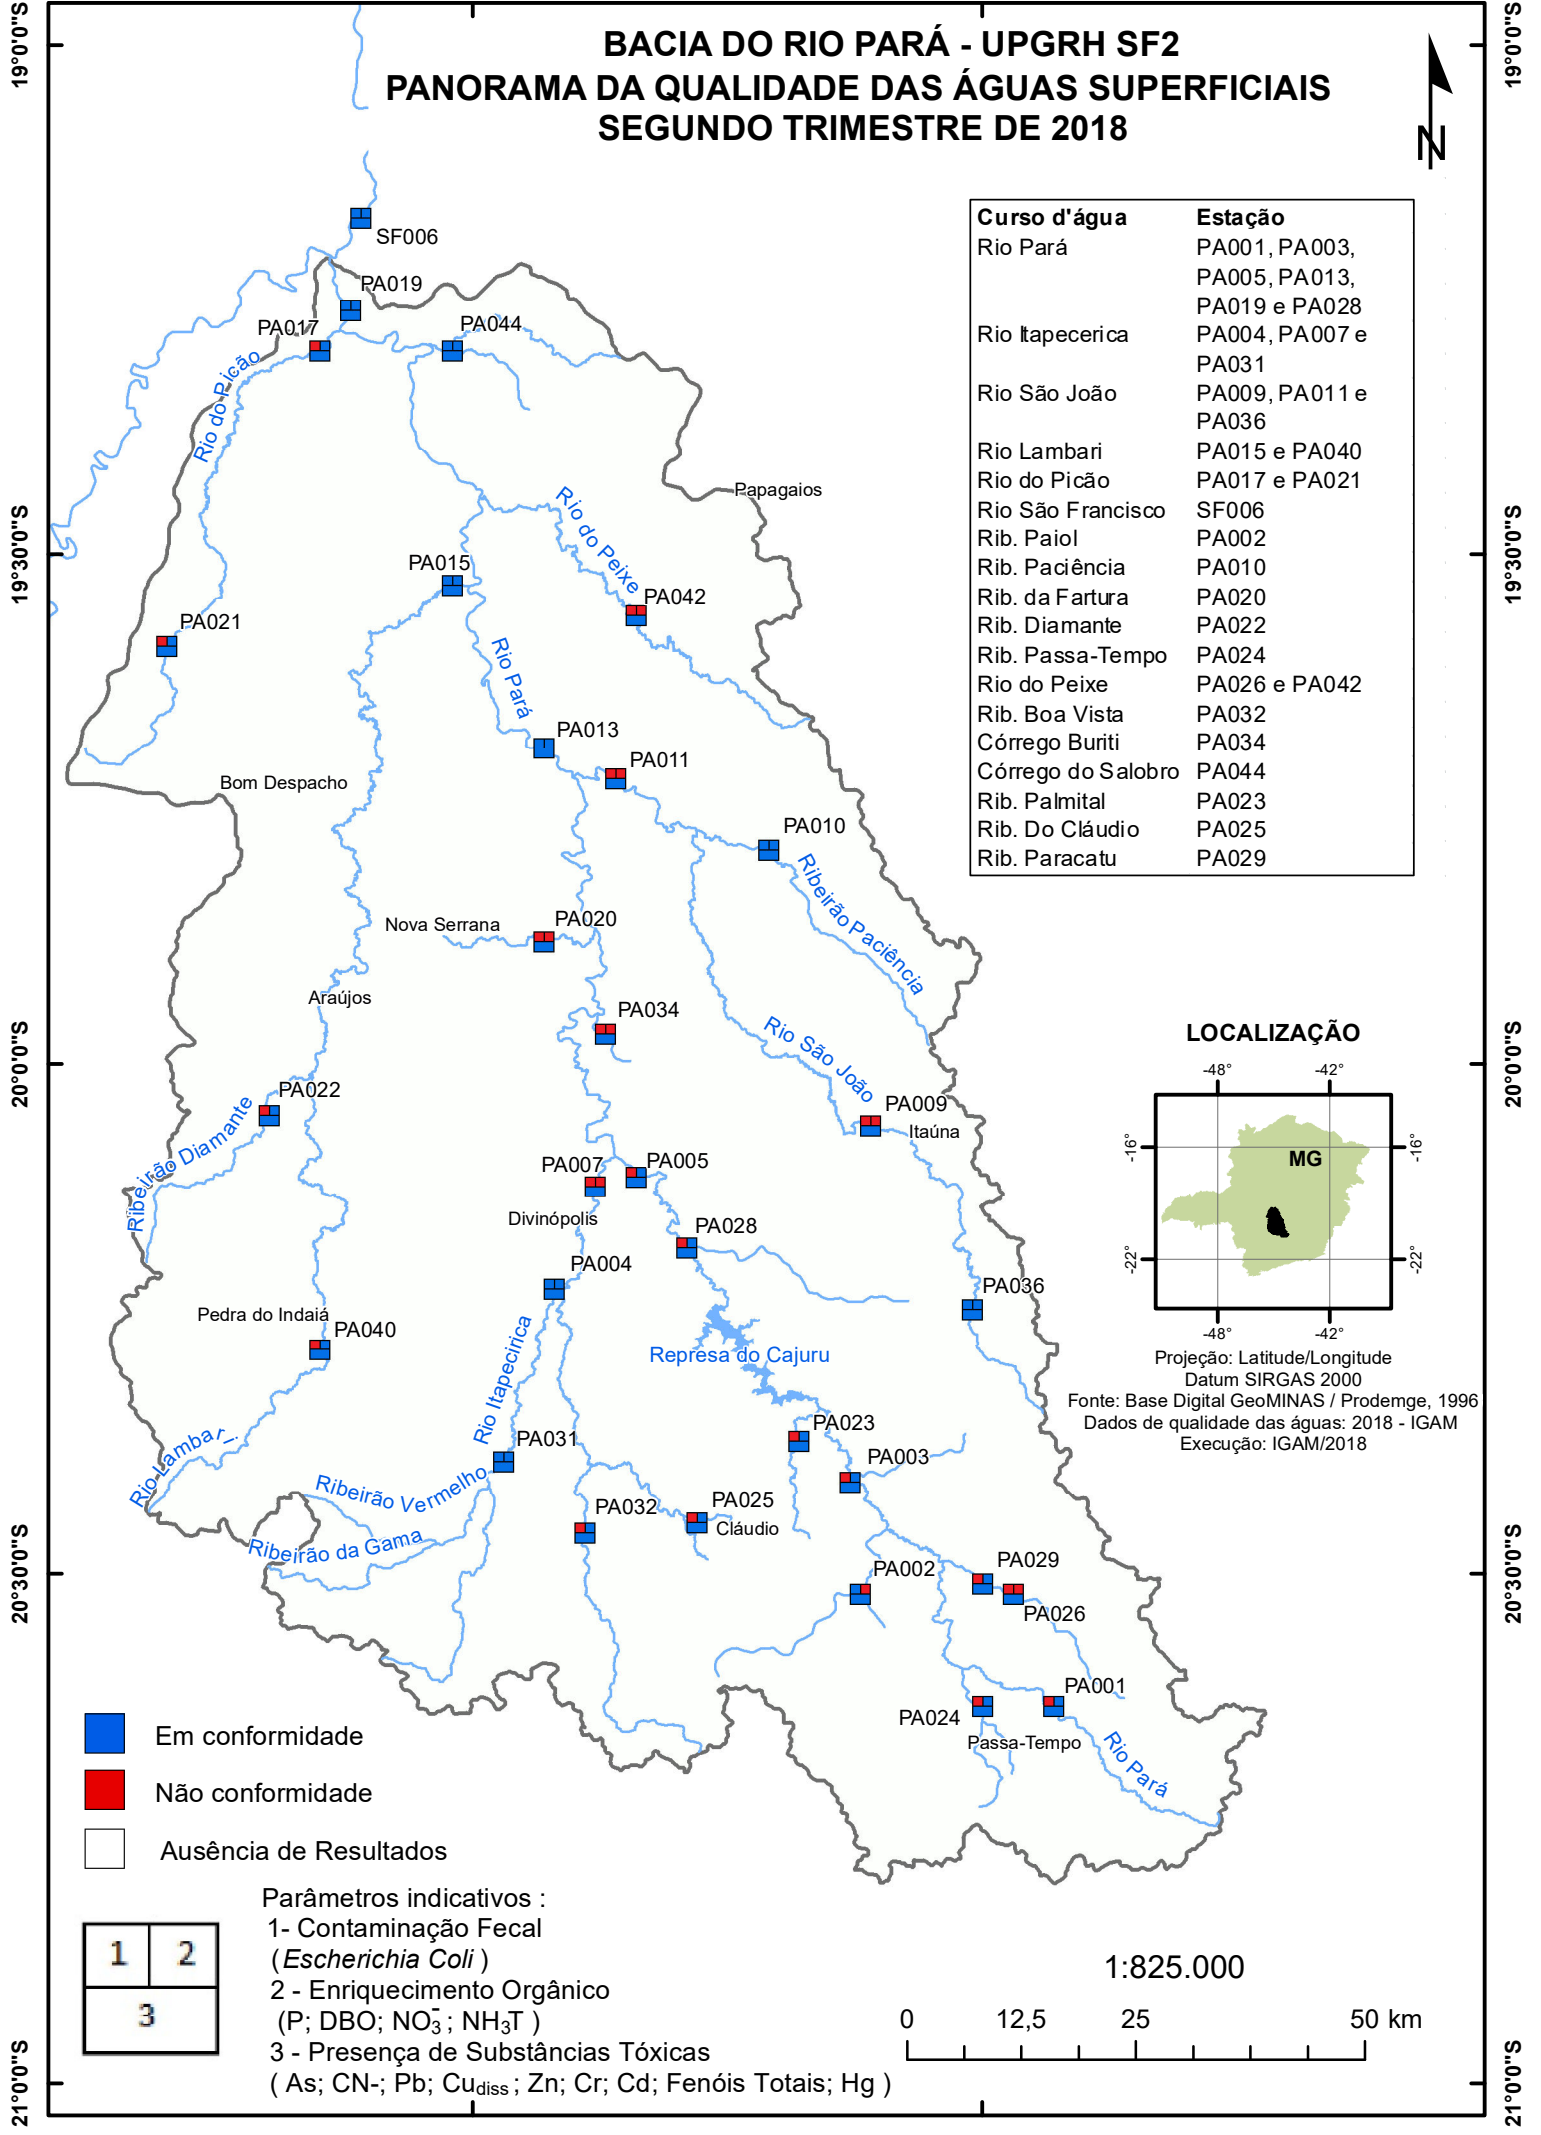 BACIA DO RIO PARÁ - UPGRH SF2
PANORAMA DA QUALIDADE DAS ÁGUAS SUPERFICIAIS
SEGUNDO TRIMESTRE DE 2018
N
19°0'0"S
19°0'0"S
19°30'0"S
19°30'0"S
20°0'0"S
20°0'0"S
20°30'0"S
20°30'0"S
21°0'0"S
21°0'0"S
Curso d'água Estação
Rio Pará PA001, PA003,
PA005, PA013,
PA019 e PA028
Rio Itapecerica PA004, PA007 e
PA031
Rio São João PA009, PA011 e
PA036
Rio Lambari PA015 e PA040
Rio do Picão PA017 e PA021
Rio São Francisco SF006
Rib. Paiol PA002
Rib. Paciência PA010
Rib. da Fartura PA020
Rib. Diamante PA022
Rib. Passa-Tempo PA024
Rio do Peixe PA026 e PA042
Rib. Boa Vista PA032
Córrego Buriti PA034
Córrego do Salobro PA044
Rib. Palmital PA023
Rib. Do Cláudio PA025
Rib. Paracatu PA029
SF006
PA019
PA017
PA044
Rio do Picão
Papagaios
Rio do Peixe
PA015
PA042
PA021
Rio Pará
PA013
PA011
Bom Despacho
PA010
Ribeirão Paciência
PA020
Nova Serrana
Araújos
PA034
Rio São João
PA022
PA009
Itaúna
Ribeirão Diamante
PA007
PA005
Divinópolis
PA028
PA004
PA036
Pedra do Indaiá
PA040
Rio Itapecirica
Represa do Cajuru
PA023
PA031
PA003
Rio Lambari
Ribeirão Vermelho
PA032
PA025
Cláudio
Ribeirão da Gama
PA002
PA029
PA026
PA001
PA024
Passa-Tempo
Rio Pará
LOCALIZAÇÃO
-48° -42°
-16° -16°
MG
-22° -22°
-48° -42°
Projeção: Latitude/Longitude
Datum SIRGAS 2000
Fonte: Base Digital GeoMINAS / Prodemge, 1996
Dados de qualidade das águas: 2018 - IGAM
Execução: IGAM/2018
Em conformidade
Não conformidade
Ausência de Resultados
1 2
3
Parâmetros indicativos :
1- Contaminação Fecal
(Escherichia Coli )
2 - Enriquecimento Orgânico
(P; DBO; NO₃⁻; NH₃T )
3 - Presença de Substâncias Tóxicas
( As; CN-; Pb; Cudiss ; Zn; Cr; Cd; Fenóis Totais; Hg )
1:825.000
0 12,5 25 50 km